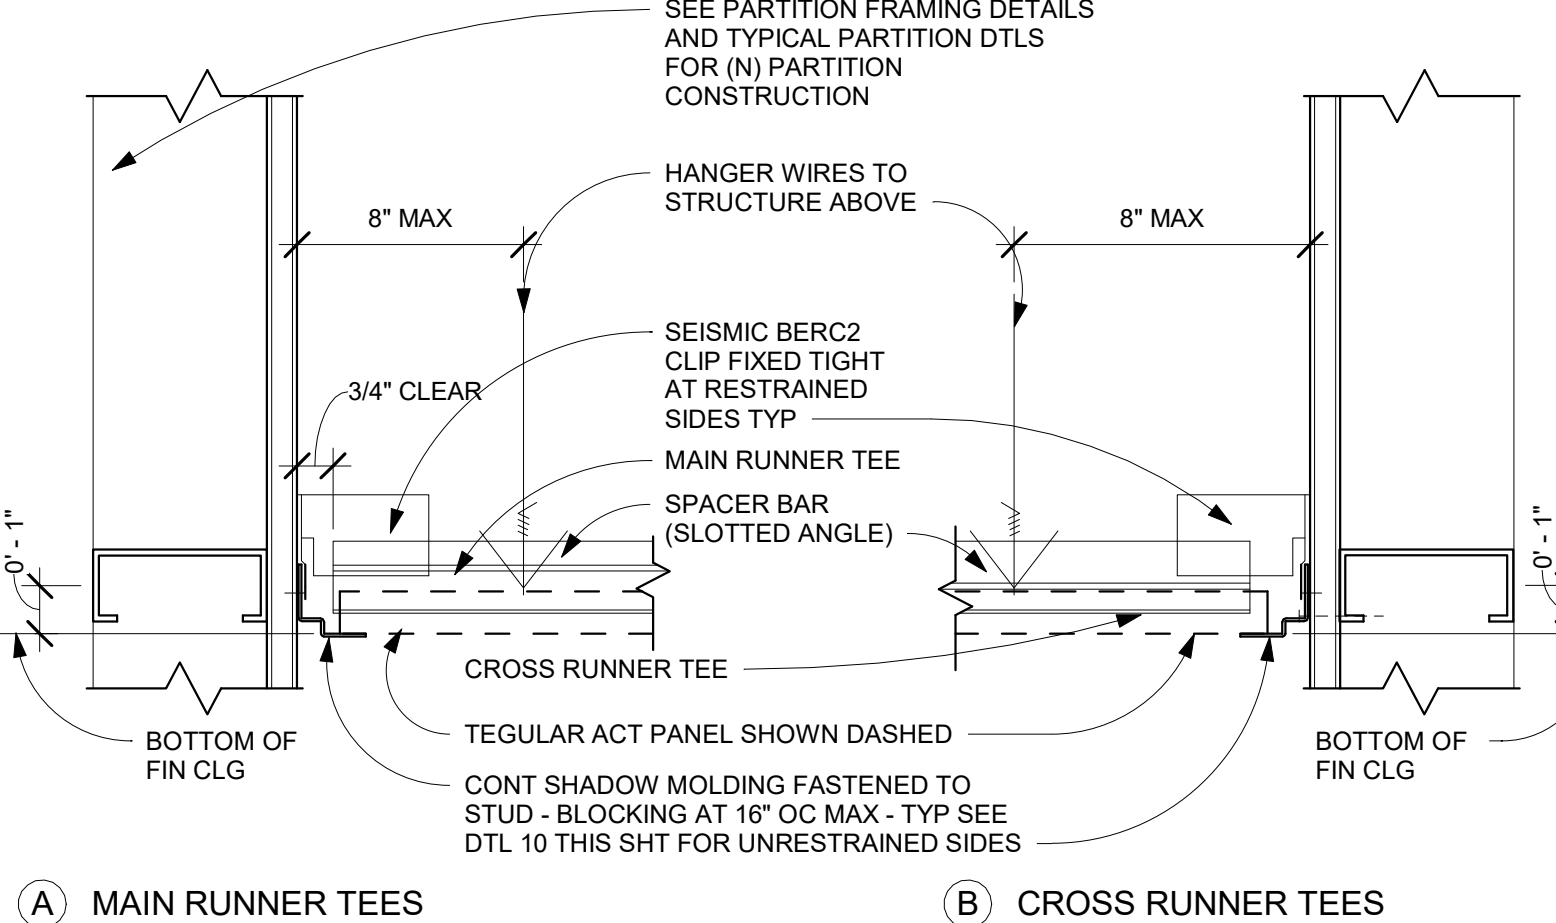 SEE PARTITION FRAMING DETAILS
AND TYPICAL PARTITION DTLS
FOR (N) PARTITION
CONSTRUCTION
HANGER WIRES TO
STRUCTURE ABOVE
8" MAX
8" MAX
SEISMIC BERC2
CLIP FIXED TIGHT
AT RESTRAINED
SIDES TYP
3/4" CLEAR
MAIN RUNNER TEE
SPACER BAR
(SLOTTED ANGLE)
0' - 1"
0' - 1"
CROSS RUNNER TEE
TEGULAR ACT PANEL SHOWN DASHED
BOTTOM OF
FIN CLG
BOTTOM OF
FIN CLG
CONT SHADOW MOLDING FASTENED TO
STUD - BLOCKING AT 16" OC MAX - TYP SEE
DTL 10 THIS SHT FOR UNRESTRAINED SIDES
A MAIN RUNNER TEES
B CROSS RUNNER TEES